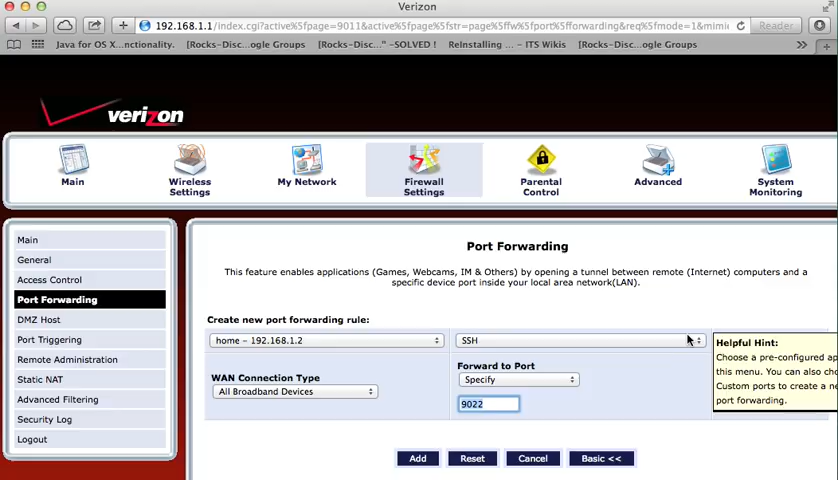 Verizon
192.168.1.1/index.cgi?active%5fpage=9011&active%5fpage%5fstr=page%5ffw%5fport%5fforwarding&req%5fmode=1&mimi
Reader
Java for OS X...nctionality.
[Rocks-Disc...ogle Groups
[Rocks-Disc..." -SOLVED !
ReInstalling ... - ITS Wikis
[Rocks-Disc...ogle Groups
verizon
Main
Wireless Settings
My Network
Firewall Settings
Parental Control
Advanced
System Monitoring
Main
General
Access Control
Port Forwarding
DMZ Host
Port Triggering
Remote Administration
Static NAT
Advanced Filtering
Security Log
Logout
Port Forwarding
This feature enables applications (Games, Webcams, IM & Others) by opening a tunnel between remote (Internet) computers and a
specific device port inside your local area network(LAN).
Create new port forwarding rule:
home - 192.168.1.2
SSH
WAN Connection Type
All Broadband Devices
Forward to Port
Specify
9022
Helpful Hint:
Choose a pre-configured ap
this menu. You can also cho
Custom ports to create a ne
port forwarding.
Add
Reset
Cancel
Basic <<